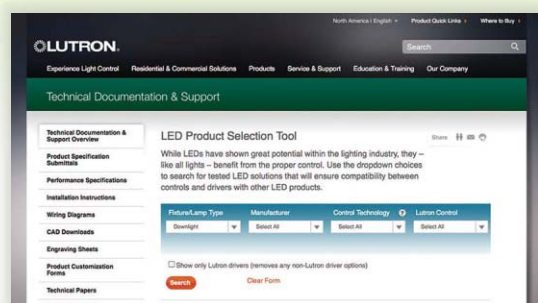 North America | English
Product Quick Links
Where to Buy
LUTRON.
Search
Experience Light Control
Residential & Commercial Solutions
Products
Service & Support
Education & Training
Our Company
Technical Documentation & Support
Technical Documentation &
Support Overview
Product Specification
Submittals
Performance Specifications
Installation Instructions
Wiring Diagrams
CAD Downloads
Engraving Sheets
Product Customization
Forms
Technical Papers
LED Product Selection Tool
Share
While LEDs have shown great potential within the lighting industry, they –
like all lights – benefit from the proper control. Use the dropdown choices
to search for tested LED solutions that will ensure compatibility between
controls and drivers with other LED products.
Fixture/Lamp Type
Manufacturer
Control Technology ?
Lutron Control
Downlight
Select All
Select All
Select All
Show only Lutron drivers (removes any non-Lutron driver options)
Search
Clear Form